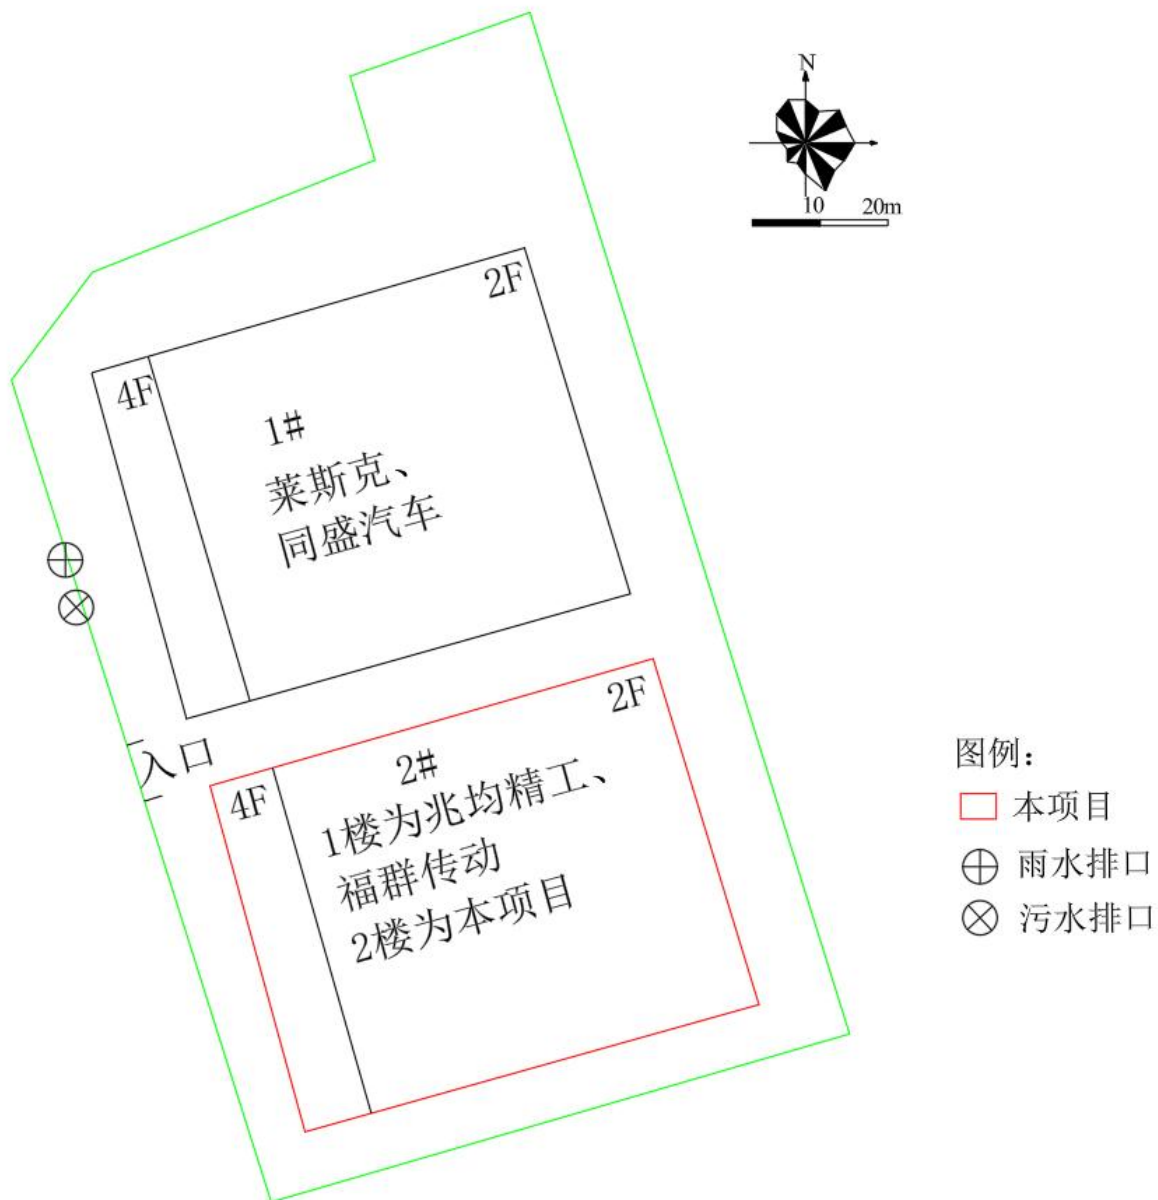 N
10 20m
2F
4F
1#
莱斯克、
同盛汽车
入口
2F
4F
2#
1楼为兆均精工、
福群传动
2楼为本项目
图例：
本项目
雨水排口
污水排口